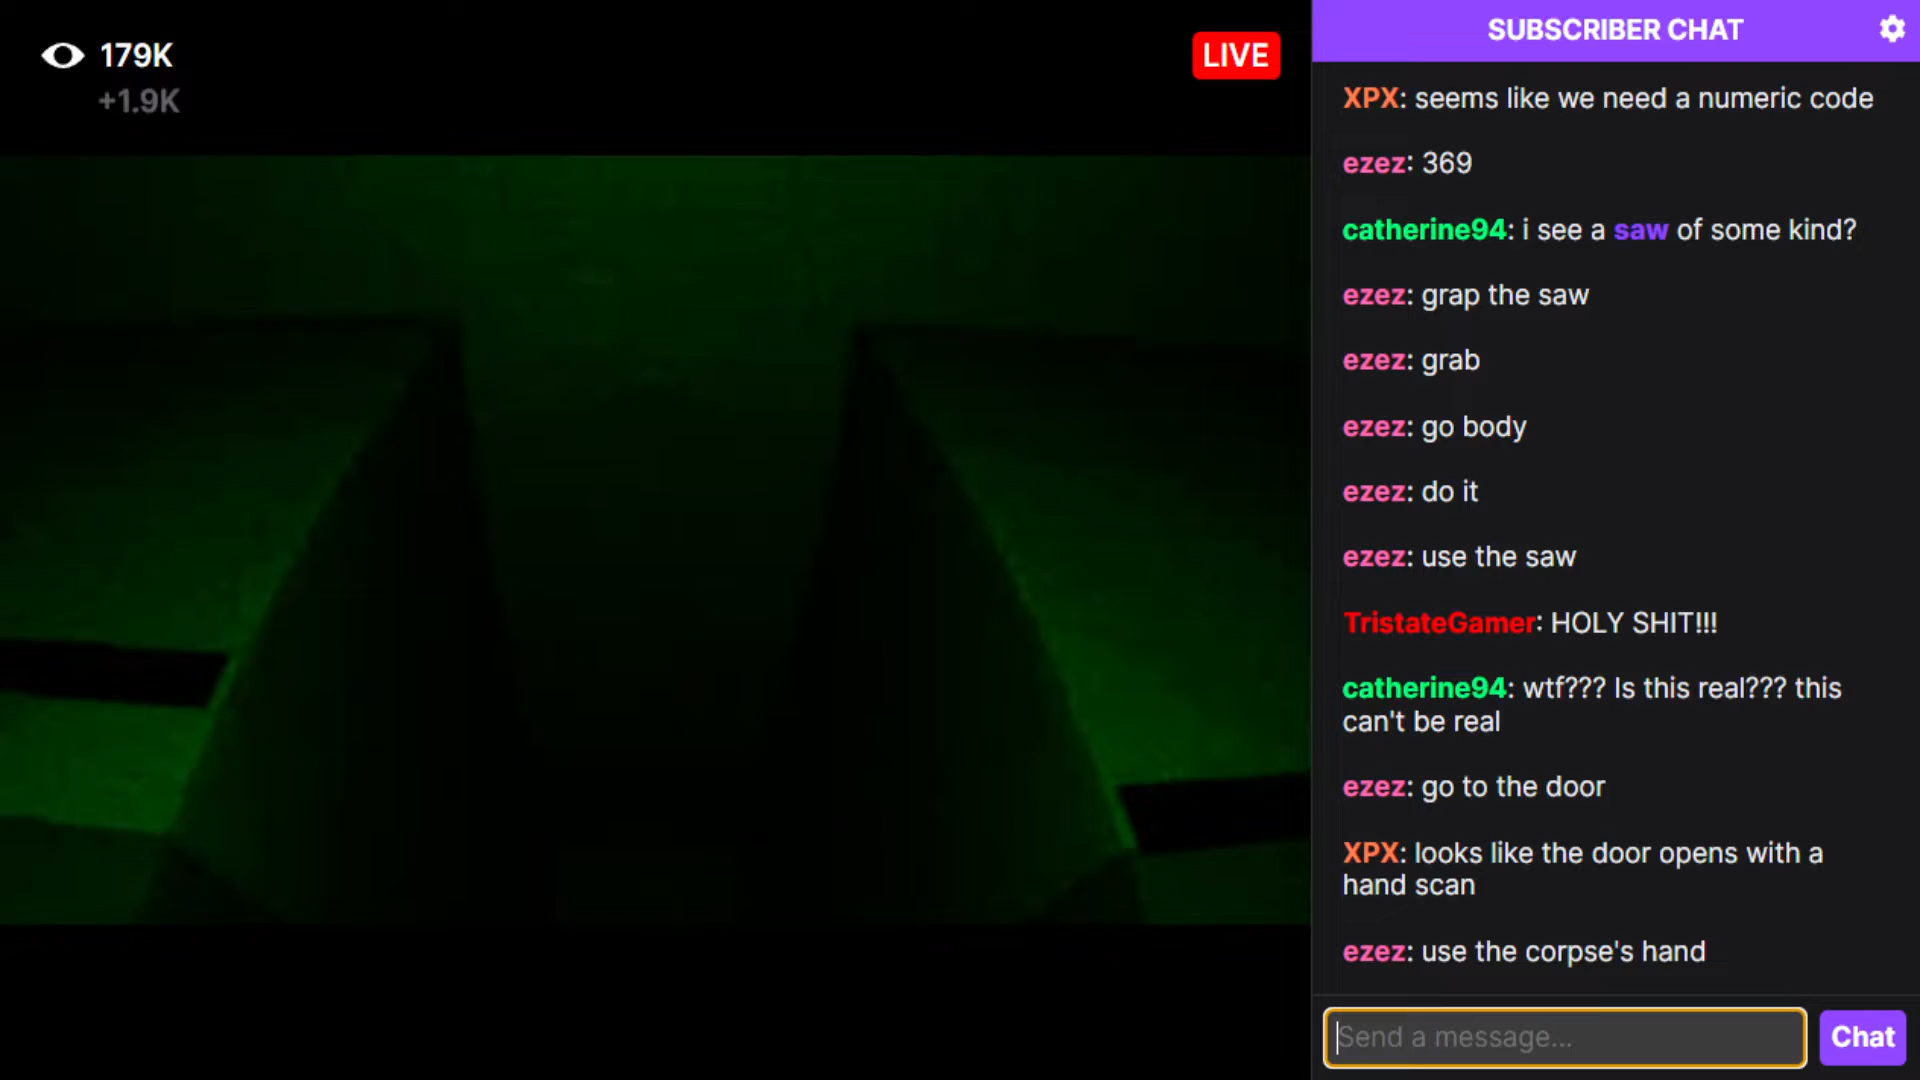 179K
+1.9K
LIVE
SUBSCRIBER CHAT
XPX: seems like we need a numeric code
ezez: 369
catherine94: i see a saw of some kind?
ezez: grap the saw
ezez: grab
ezez: go body
ezez: do it
ezez: use the saw
TristateGamer: HOLY SHIT!!!
catherine94: wtf??? Is this real??? this
can't be real
ezez: go to the door
XPX: looks like the door opens with a
hand scan
ezez: use the corpse's hand
Send a message...
Chat